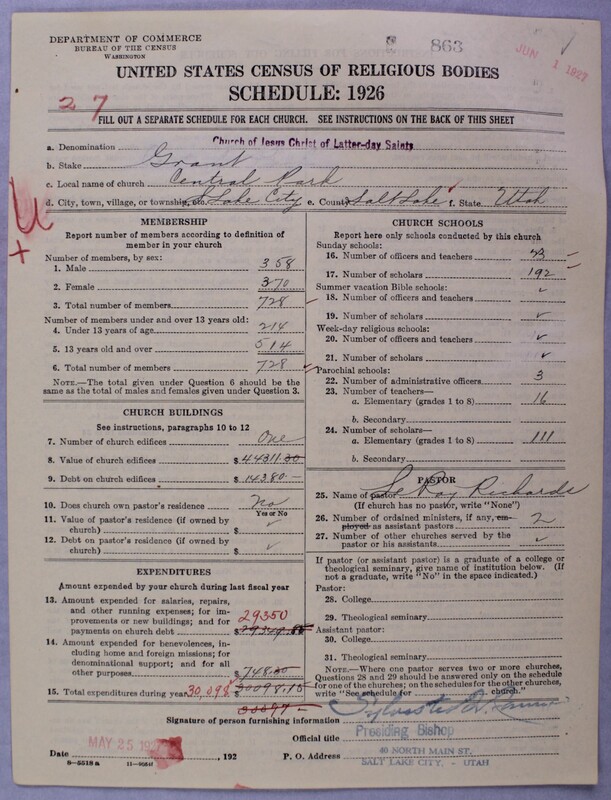 DEPARTMENT OF COMMERCE
BUREAU OF THE CENSUS
WASHINGTON
863
JUN 1 1927
UNITED STATES CENSUS OF RELIGIOUS BODIES
SCHEDULE: 1926
27
FILL OUT A SEPARATE SCHEDULE FOR EACH CHURCH. SEE INSTRUCTIONS ON THE BACK OF THIS SHEET
a. Denomination Church of Jesus Christ of Latter-day Saints
b. Stake Grant
c. Local name of church Central Park
d. City, town, village, or township, etc. S. Lake City e. County Salt Lake f. State Utah
MEMBERSHIP
Report number of members according to definition of
member in your church
Number of members, by sex:
1. Male 358
2. Female 370
3. Total number of members 728
Number of members under and over 13 years old:
4. Under 13 years of age 214
5. 13 years old and over 514
6. Total number of members 728
NOTE.—The total given under Question 6 should be
same as the total of males and females given under Question 3.
CHURCH BUILDINGS
See instructions, paragraphs 10 to 12
7. Number of church edifices One
8. Value of church edifices $ 44311.30
9. Debt on church edifices $ 14380 —
10. Does church own pastor's residence No
Yes or No
11. Value of pastor's residence (if owned by
church) $ ✓
12. Debt on pastor's residence (if owned by
church) $ ✓
EXPENDITURES
Amount expended by your church during last fiscal year
13. Amount expended for salaries, repairs,
and other running expenses; for im-
provements or new buildings; and for
payments on church debt 29350
$
14. Amount expended for benevolences, in-
cluding home and foreign missions; for
denominational support; and for all
other purposes $ 748.30
15. Total expenditures during year 30,098 $ 30098.15
CHURCH SCHOOLS
Report here only schools conducted by this church
Sunday schools:
16. Number of officers and teachers
17. Number of scholars 192
Summer vacation Bible schools:
18. Number of officers and teachers ✓
19. Number of scholars ✓
Week-day religious schools:
20. Number of officers and teachers ✓
21. Number of scholars ✓
Parochial schools:
22. Number of administrative officers 3
23. Number of teachers—
a. Elementary (grades 1 to 8) 16
b. Secondary
24. Number of scholars—
a. Elementary (grades 1 to 8) 111
b. Secondary
PASTOR
25. Name of pastor Le Roy Richards
(If church has no pastor, write "None")
26. Number of ordained ministers, if any, em-
ployed as assistant pastors 2
27. Number of other churches served by the
pastor or his assistants ✓
If pastor (or assistant pastor) is a graduate of a college or
theological seminary, give name of institution below. (If
not a graduate, write "No" in the space indicated.)
Pastor:
28. College
29. Theological seminary
Assistant pastor:
30. College
31. Theological seminary
NOTE.—Where one pastor serves two or more churches,
Questions 28 and 29 should be answered only on the schedule
for one of the churches; on the schedules for the other churches,
write "See schedule for church."
Signature of person furnishing information
Official title Presiding Bishop
Date MAY 25 , 192 P. O. Address 40 NORTH MAIN ST.
SALT LAKE CITY, - UTAH
8—5518a 11—9684f